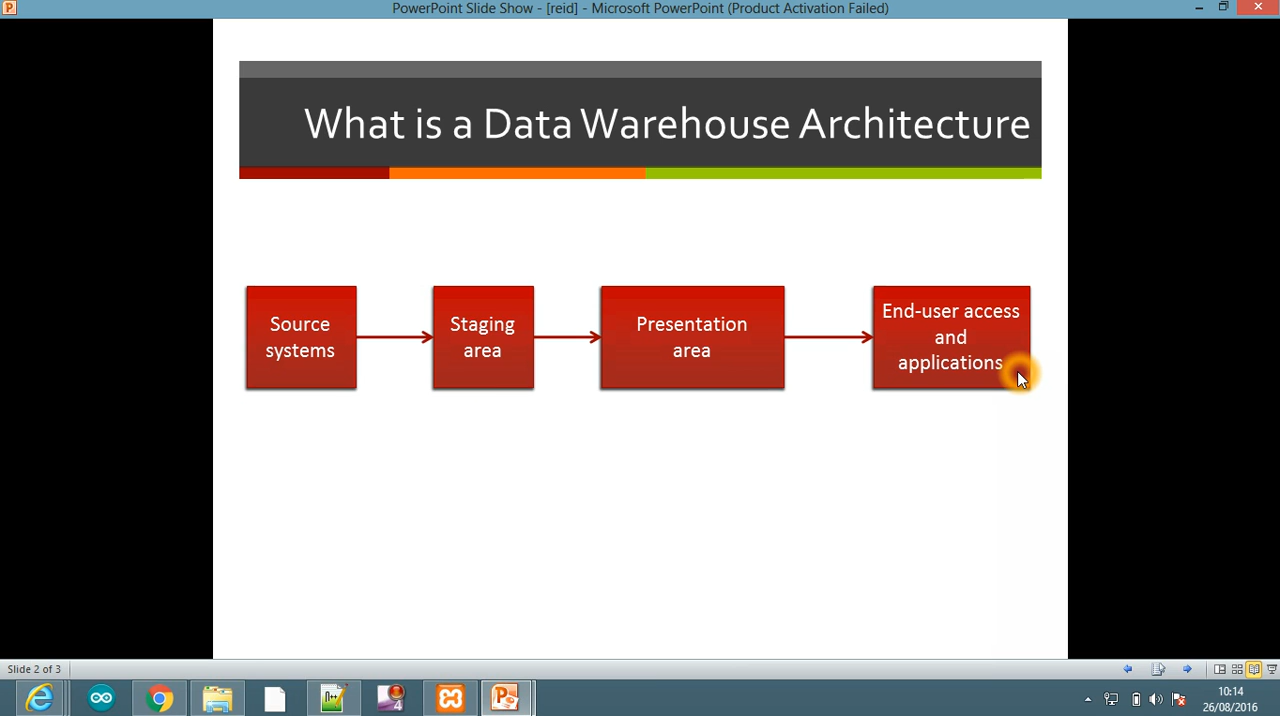 PowerPoint Slide Show - [reid] - Microsoft PowerPoint (Product Activation Failed)
What is a Data Warehouse Architecture
Source
systems
Staging
area
Presentation
area
End-user access
and
applications
Slide 2 of 3
10:14
26/08/2016